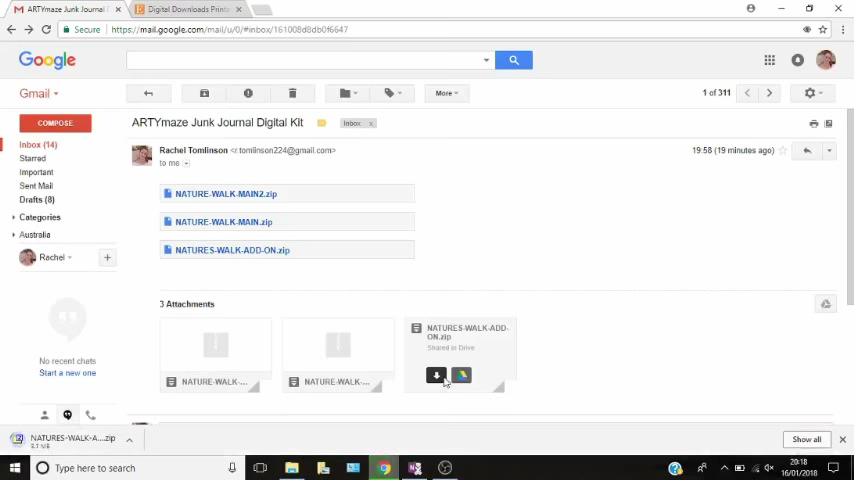 ARTYmaze Junk Journal D
Digital Downloads Print
Secure
https://mail.google.com/mail/u/0/#inbox/161008d8db0f6647
Google
Gmail
More
1 of 311
COMPOSE
ARTYmaze Junk Journal Digital Kit
Inbox x
Inbox (14)
Starred
Important
Sent Mail
Drafts (8)
Categories
Australia
Rachel
Rachel Tomlinson <r.tomlinson224@gmail.com>
19:58 (19 minutes ago)
to me
NATURE-WALK-MAIN2.zip
NATURE-WALK-MAIN.zip
NATURES-WALK-ADD-ON.zip
3 Attachments
NATURE-WALK-...
NATURE-WALK-...
NATURES-WALK-ADD-
ON.zip
Shared in Drive
No recent chats
Start a new one
NATURES-WALK-A....zip
Show all
Type here to search
20:18
16/01/2018